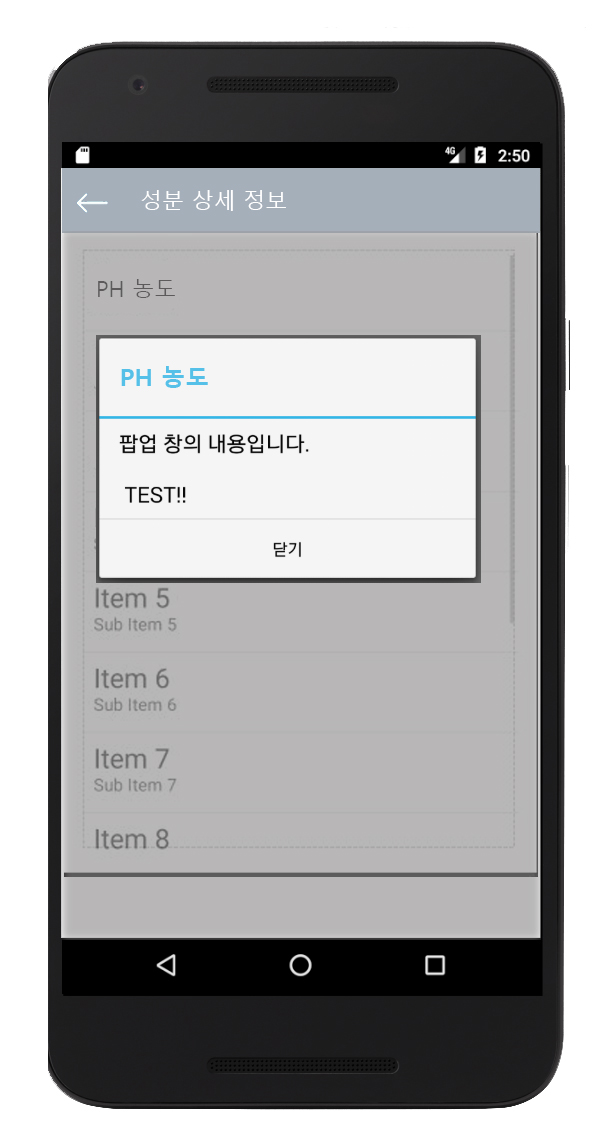 4G 2:50
성분 상세 정보
PH 농도
PH 농도
팝업 창의 내용입니다.
TEST!!
닫기
Item 5
Sub Item 5
Item 6
Sub Item 6
Item 7
Sub Item 7
Item 8